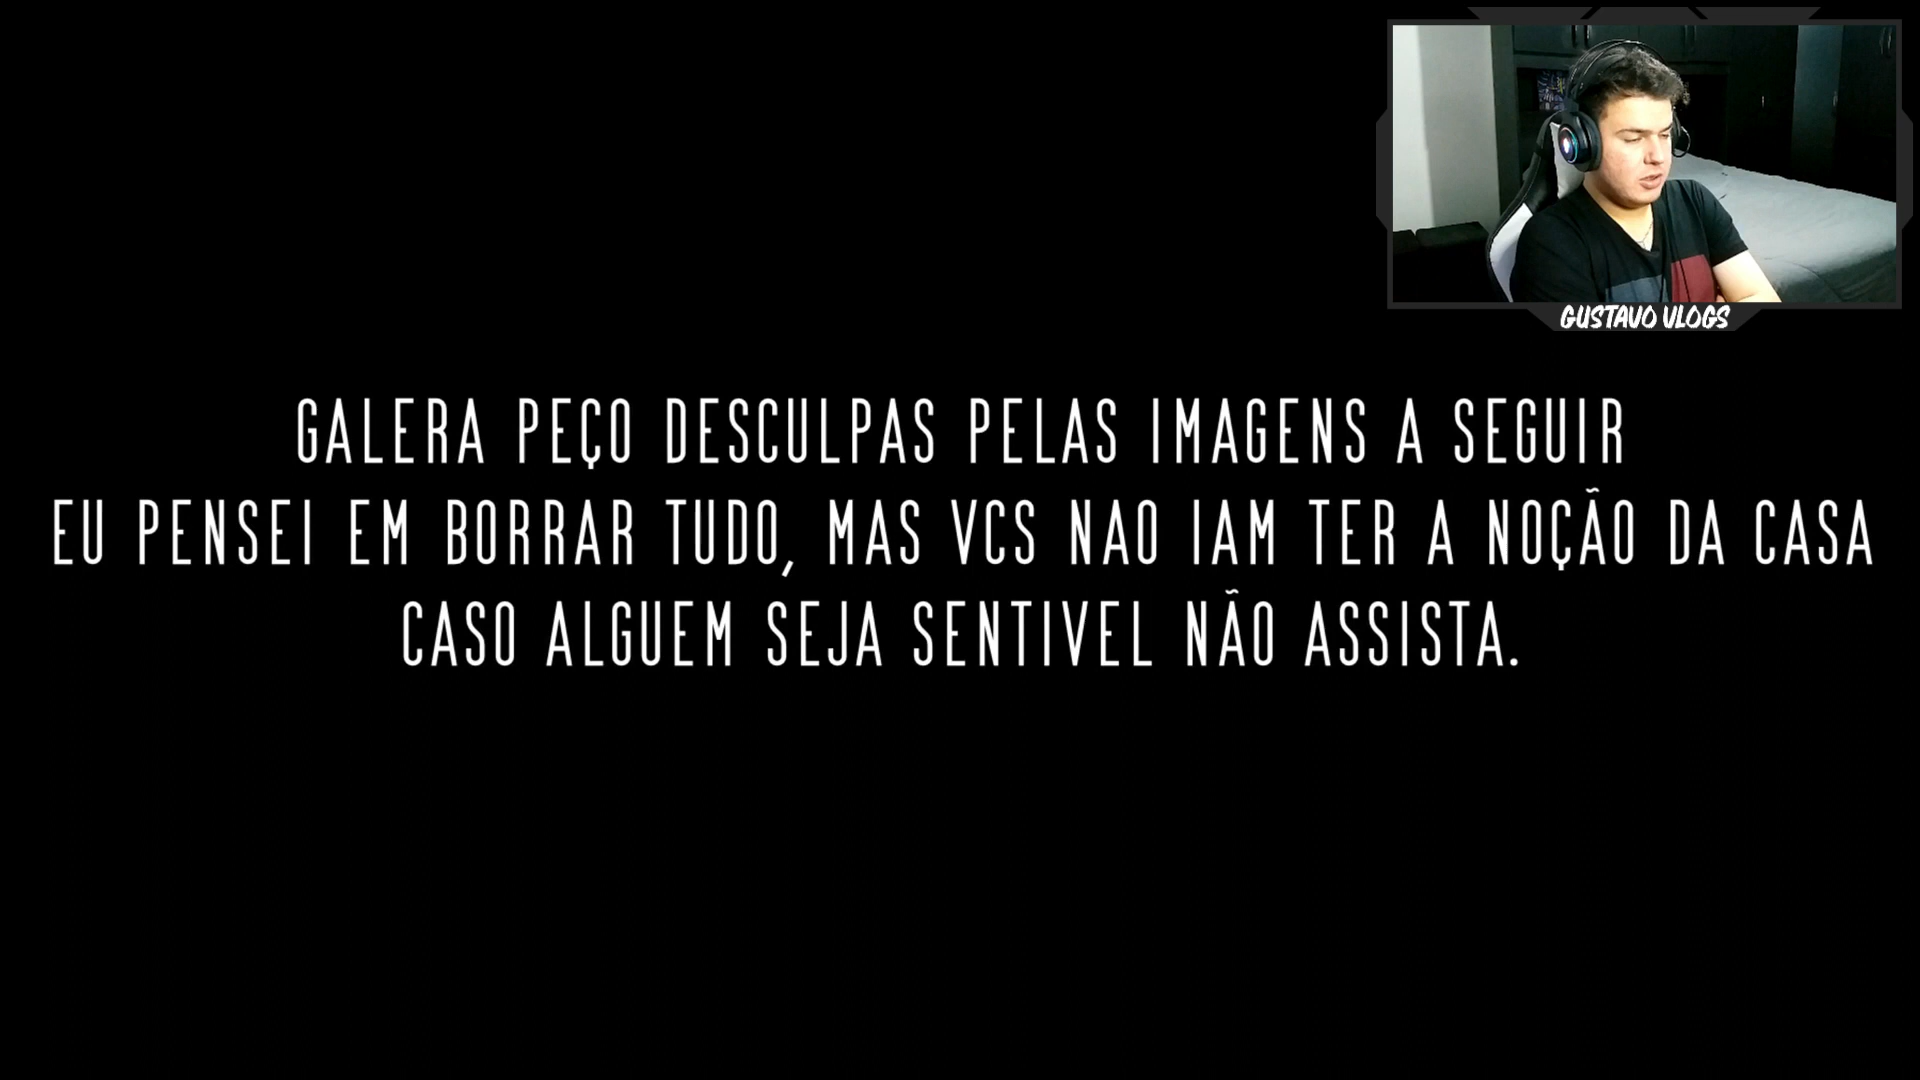 GUSTAVO VLOGS
GALERA PEÇO DESCULPAS PELAS IMAGENS A SEGUIR
EU PENSEI EM BORRAR TUDO, MAS VCS NAO IAM TER A NOÇÃO DA CASA
CASO ALGUEM SEJA SENTIVEL NÃO ASSISTA.